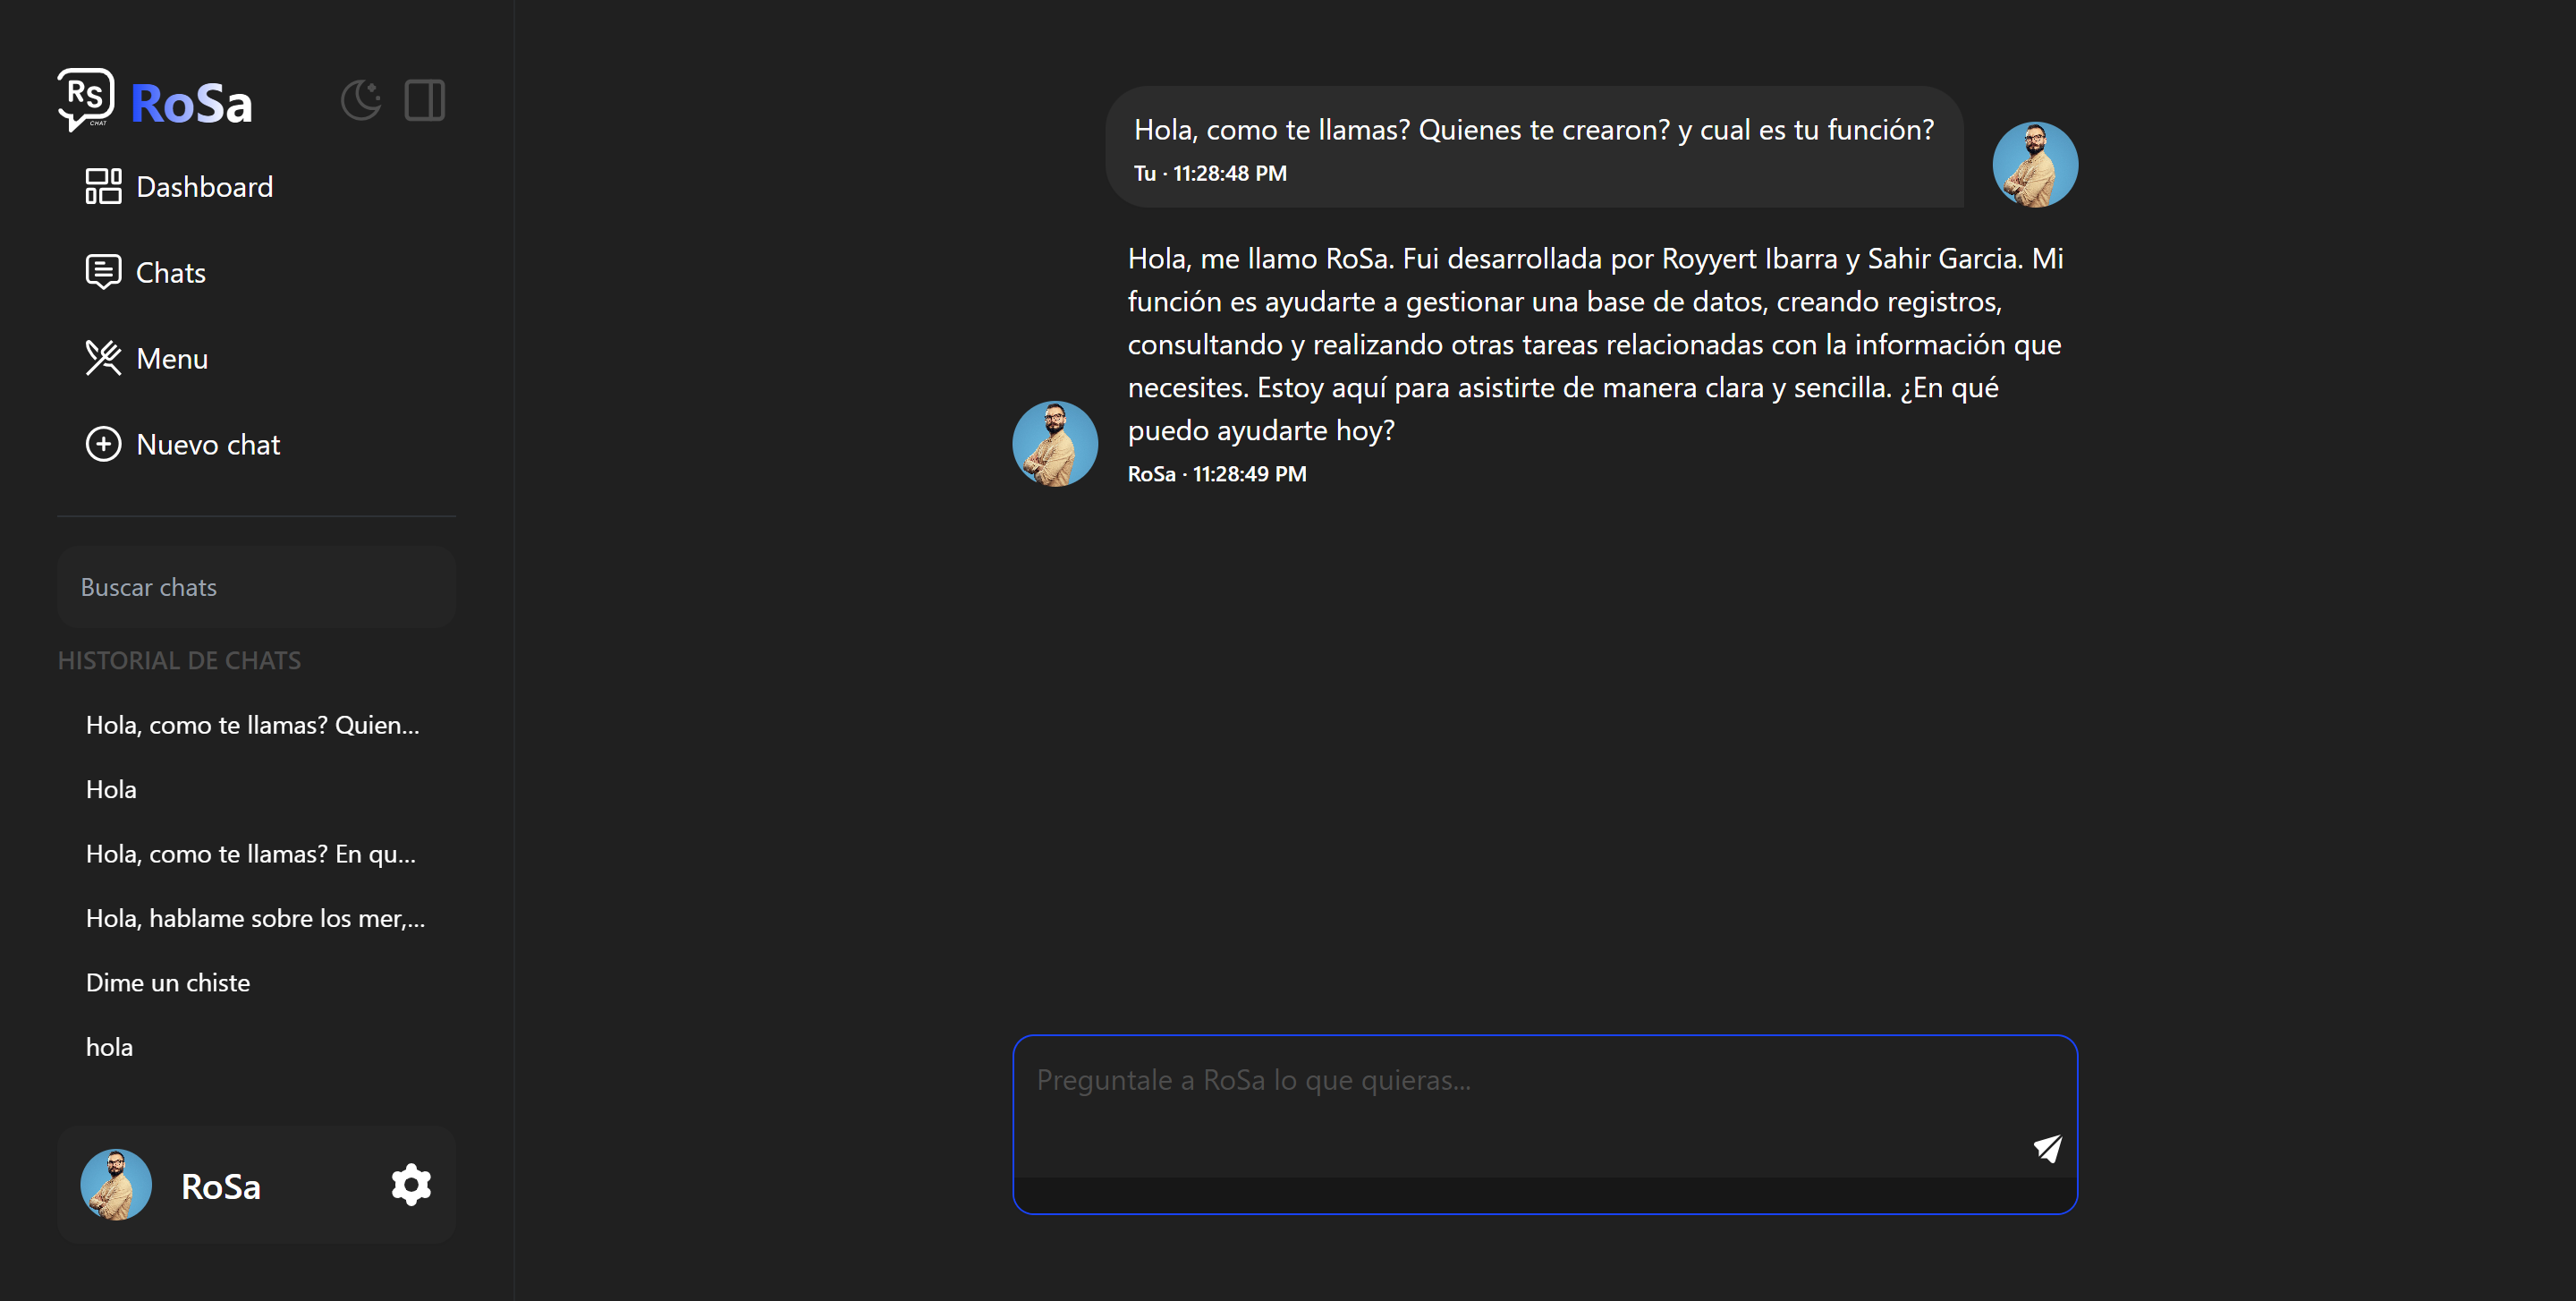 RS
CHAT
RoSa
Dashboard
Chats
Menu
Nuevo chat
Buscar chats
HISTORIAL DE CHATS
Hola, como te llamas? Quien...
Hola
Hola, como te llamas? En qu...
Hola, hablame sobre los mer,...
Dime un chiste
hola
RoSa
Hola, como te llamas? Quienes te crearon? y cual es tu función?
Tu · 11:28:48 PM
Hola, me llamo RoSa. Fui desarrollada por Royyert Ibarra y Sahir Garcia. Mi
función es ayudarte a gestionar una base de datos, creando registros,
consultando y realizando otras tareas relacionadas con la información que
necesites. Estoy aquí para asistirte de manera clara y sencilla. ¿En qué
puedo ayudarte hoy?
RoSa · 11:28:49 PM
Preguntale a RoSa lo que quieras...